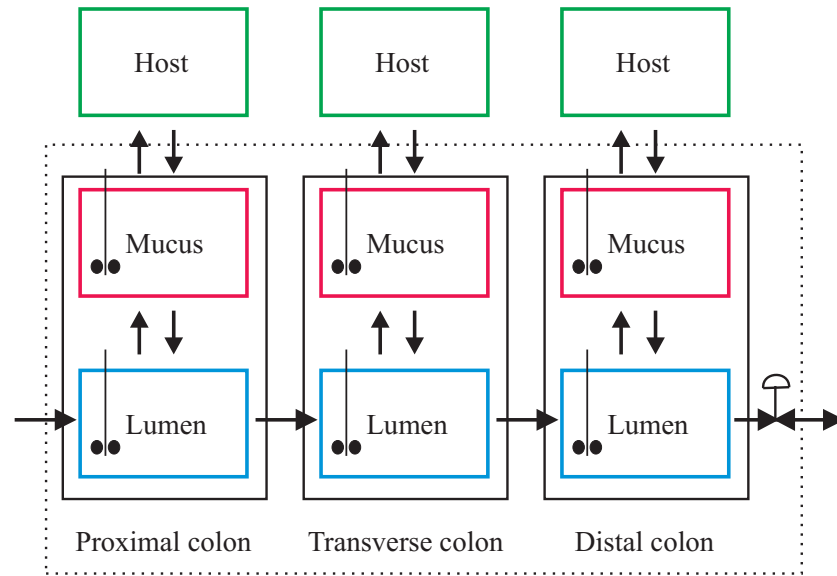 Host Host Host
Mucus Mucus Mucus
Lumen Lumen Lumen
Proximal colon Transverse colon Distal colon